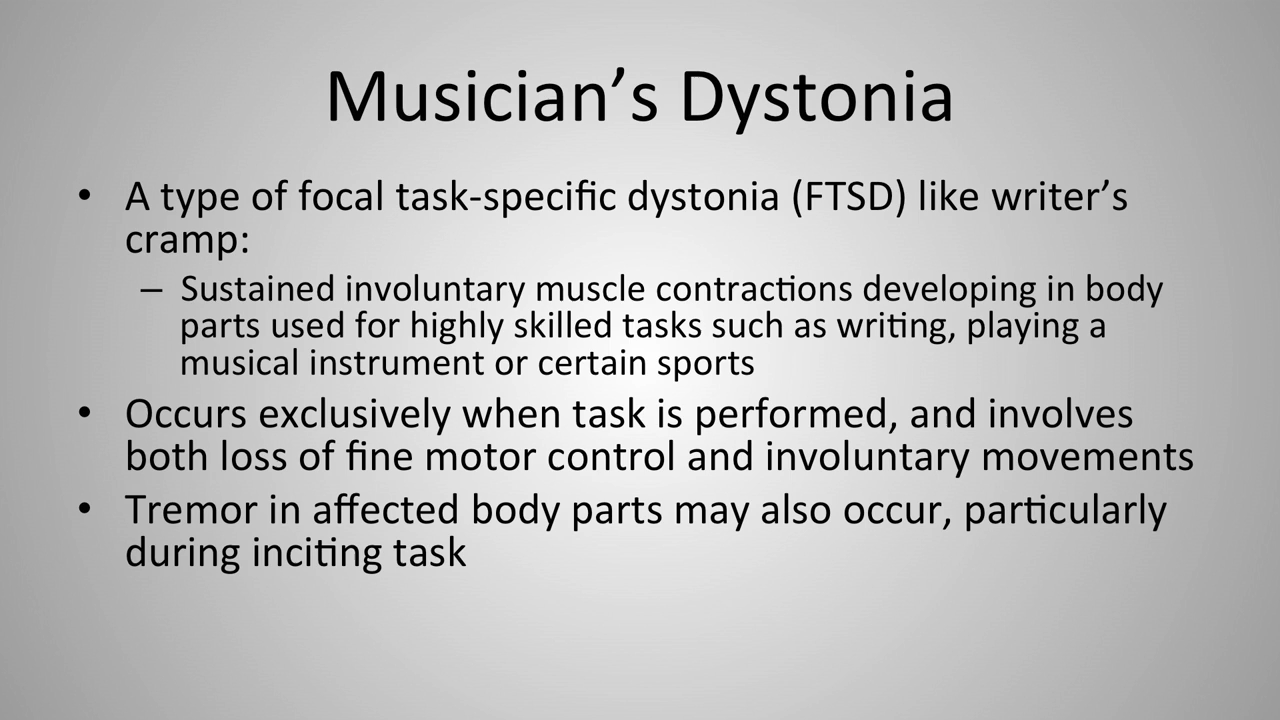 Musician’s Dystonia
• A type of focal task-specific dystonia (FTSD) like writer’s
cramp:
– Sustained involuntary muscle contractions developing in body
parts used for highly skilled tasks such as writing, playing a
musical instrument or certain sports
• Occurs exclusively when task is performed, and involves
both loss of fine motor control and involuntary movements
• Tremor in affected body parts may also occur, particularly
during inciting task